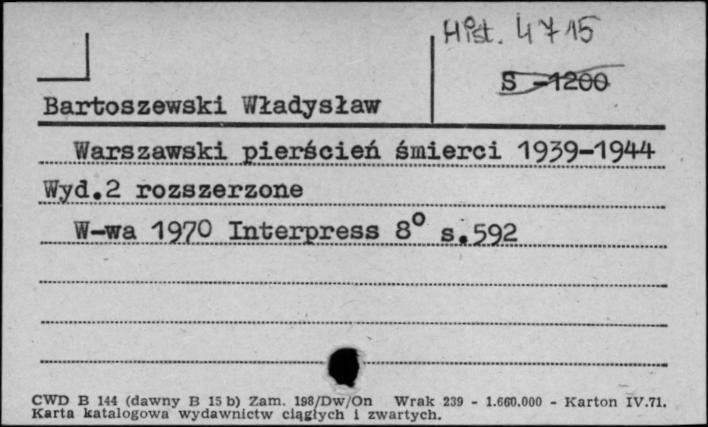 Hist. 4715
S -1200
Bartoszewski Władysław
Warszawski pierścień śmierci 1939-1944
Wyd.2 rozszerzone
W-wa 1970 Interpress 8° s.592
CWD B 144 (dawny B 15 b) Zam. 198/Dw/On Wrak 239 - 1.660.000 - Karton IV.71.
Karta katalogowa wydawnictw ciągłych i zwartych.